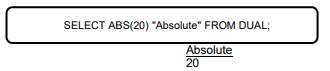 SELECT ABS(20) "Absolute" FROM DUAL;
Absolute
20